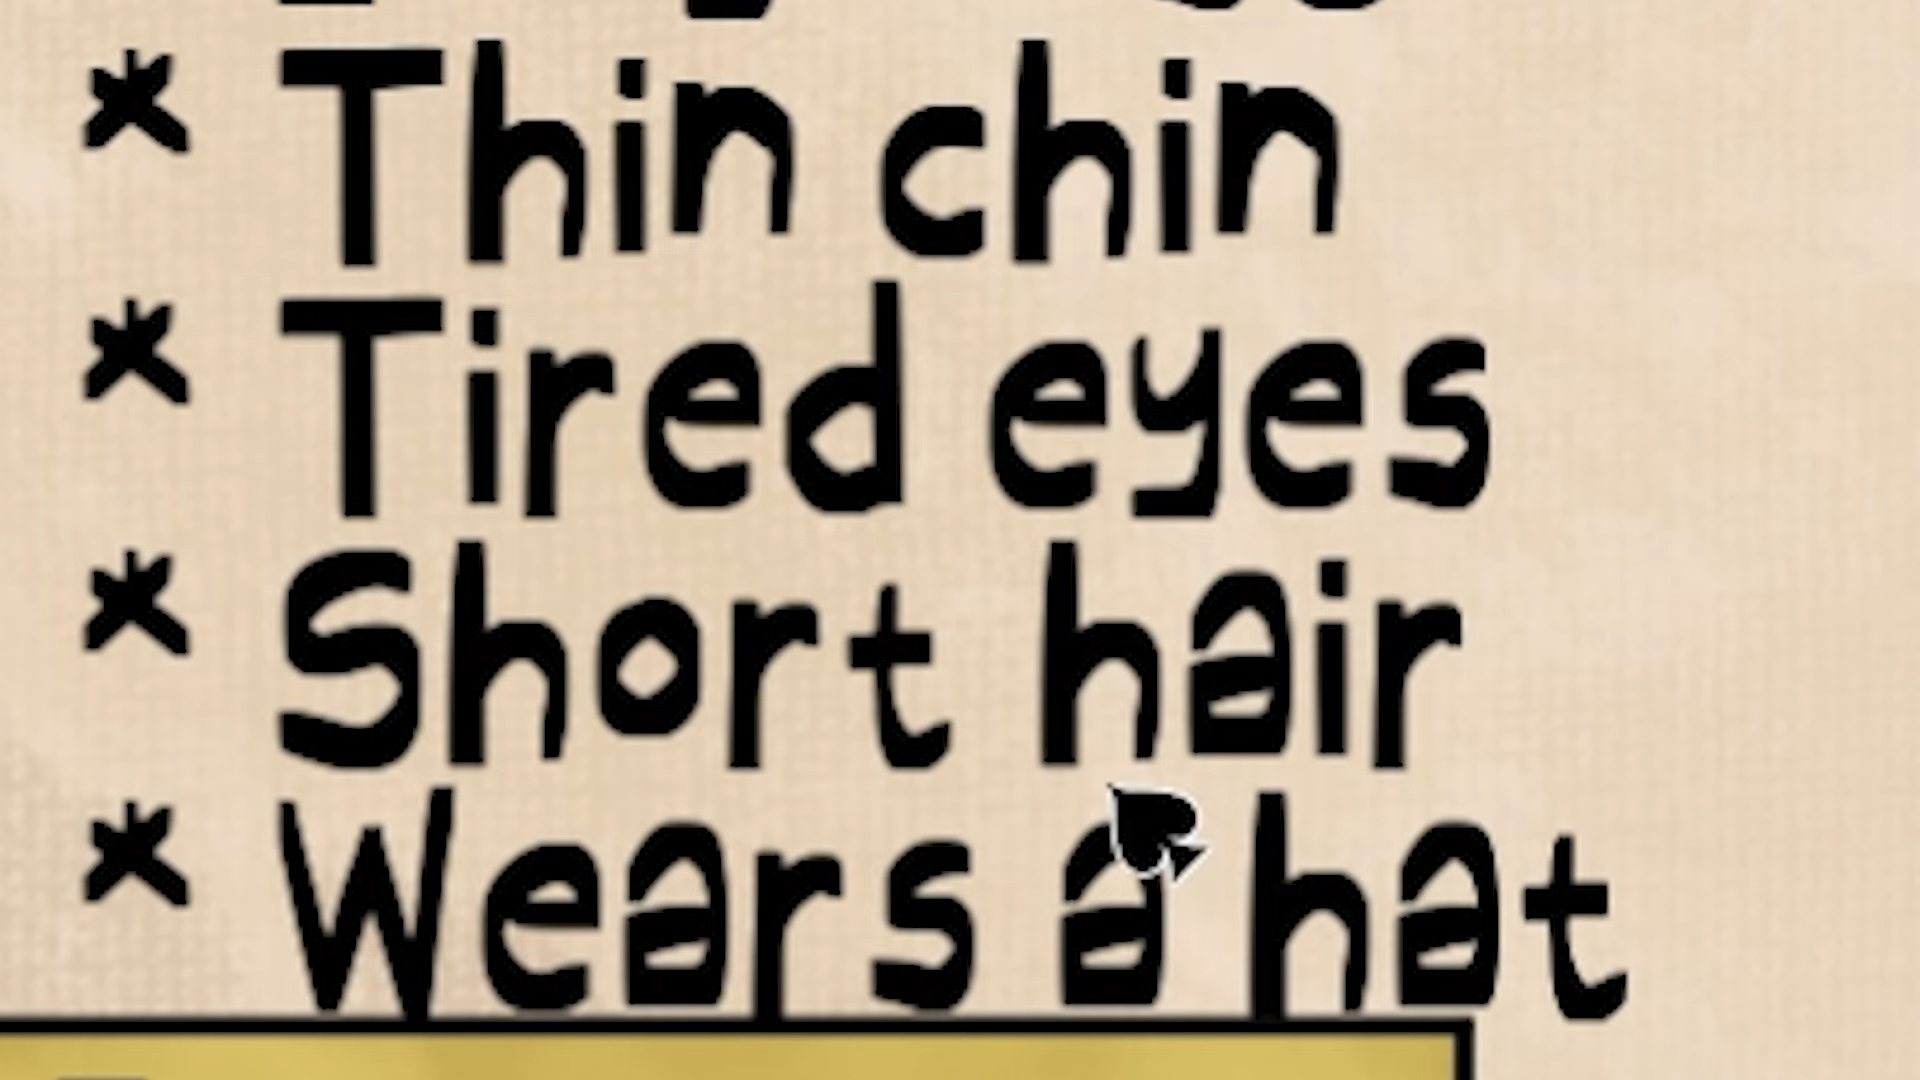 * Thin chin
* Tired eyes
* Short hair
* Wears a hat